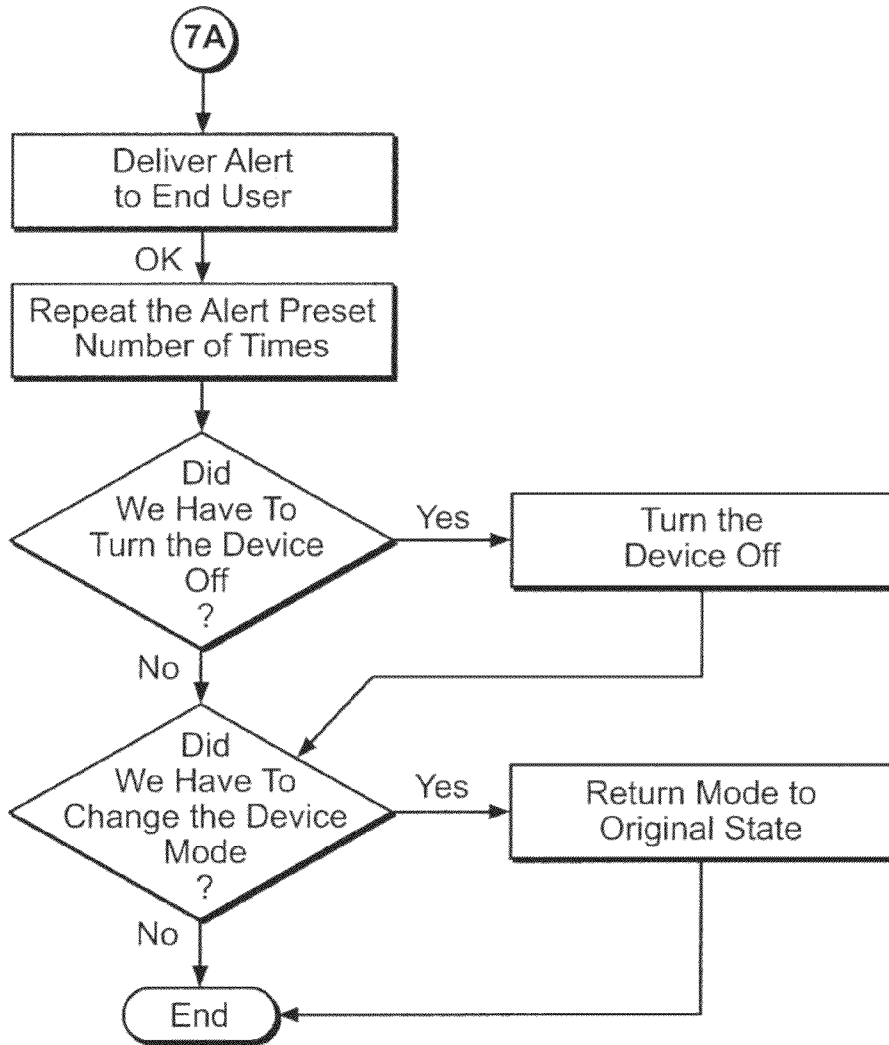 7A
Deliver Alert
to End User
OK
Repeat the Alert Preset
Number of Times
Did
We Have To
Turn the Device
Off
?
Yes
Turn the
Device Off
No
Did
We Have To
Change the Device
Mode
?
Yes
Return Mode to
Original State
No
End